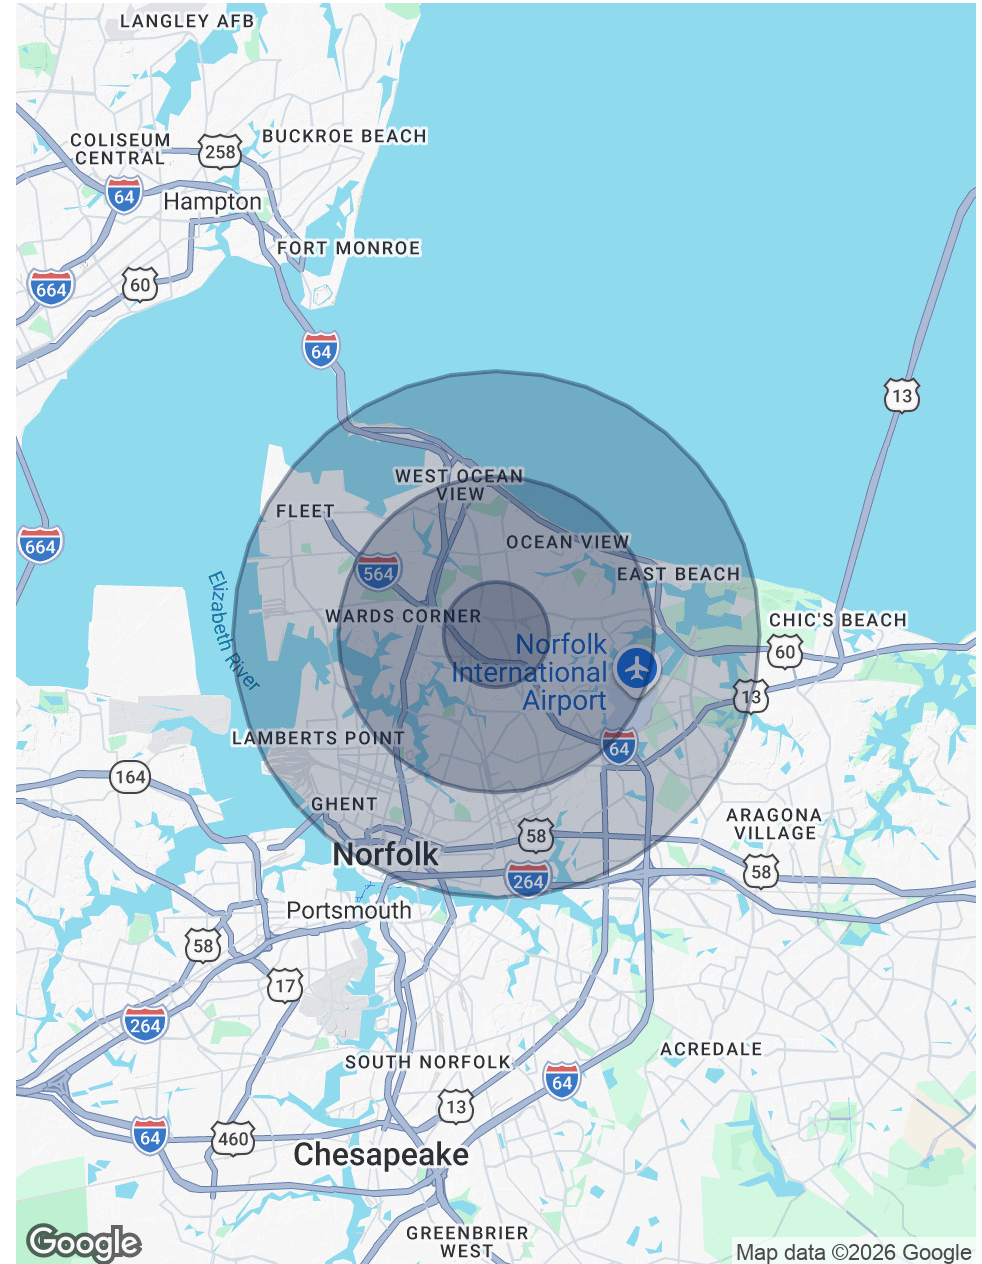 LANGLEY AFB
COLISEUM
CENTRAL
258
BUCKROE BEACH
64
Hampton
FORT MONROE
664
60
64
13
WEST OCEAN
VIEW
FLEET
OCEAN VIEW
664
564
EAST BEACH
Elizabeth River
WARDS CORNER
CHIC'S BEACH
Norfolk
International
Airport
60
13
LAMBERTS POINT
64
164
GHENT
58
ARAGONA
VILLAGE
Norfolk
264
58
Portsmouth
58
17
264
SOUTH NORFOLK
ACREDALE
64
13
64
460
Chesapeake
GREENBRIER
WEST
Google
Map data ©2026 Google